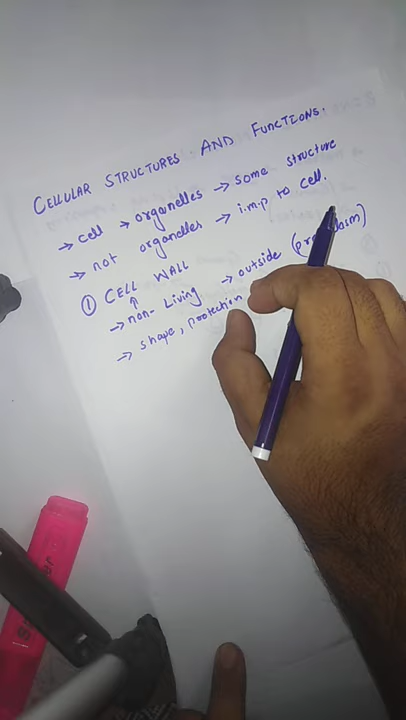 CELLULAR STRUCTURES AND FUNCTIONS.
→ cell → organelles → some structure
→ not organelles → i.m.p to cell.
① CELL WALL
↑
→ non-Living → outside
→ shape, protection